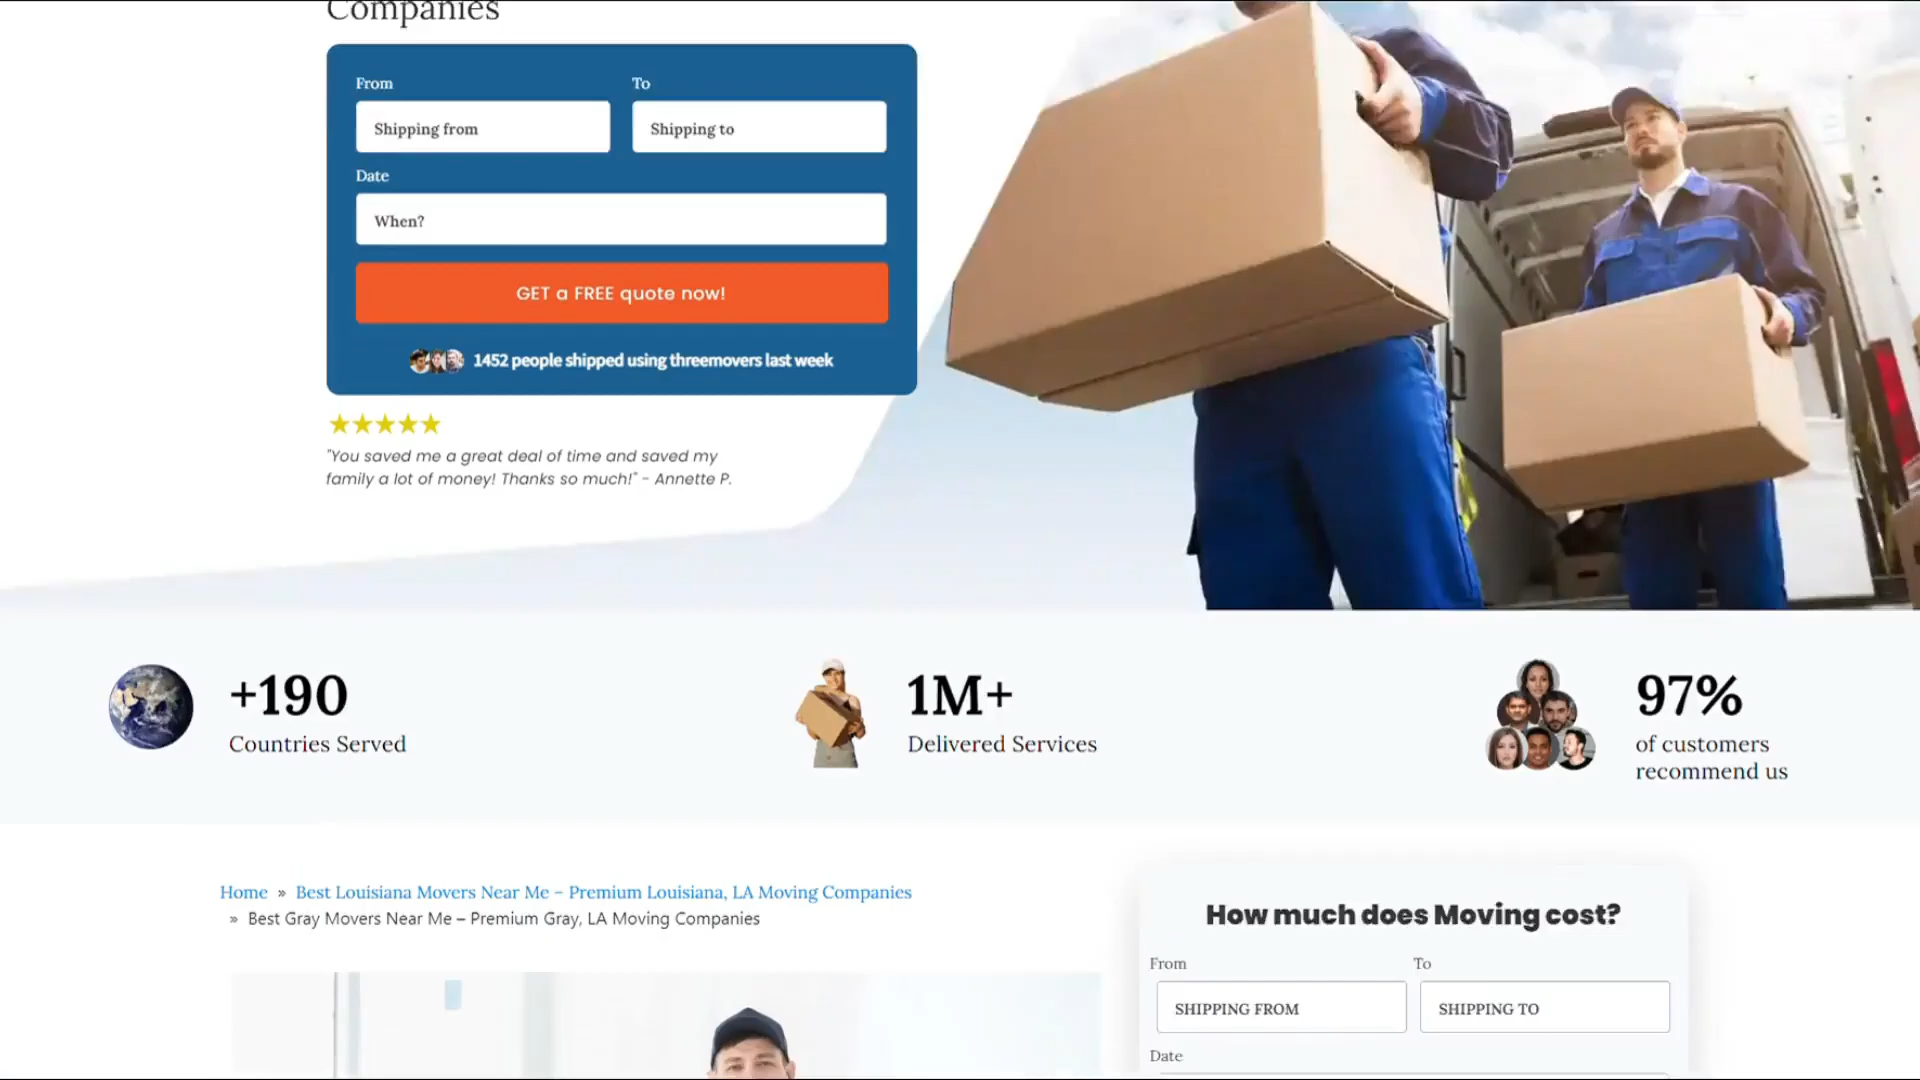 Companies
From
To
Shipping from
Shipping to
Date
When?
GET a FREE quote now!
1452 people shipped using threemovers last week
"You saved me a great deal of time and saved my
family a lot of money! Thanks so much!" - Annette P.
+190
Countries Served
1M+
Delivered Services
97%
of customers
recommend us
Home » Best Louisiana Movers Near Me – Premium Louisiana, LA Moving Companies
» Best Gray Movers Near Me – Premium Gray, LA Moving Companies
How much does Moving cost?
From
To
SHIPPING FROM
SHIPPING TO
Date